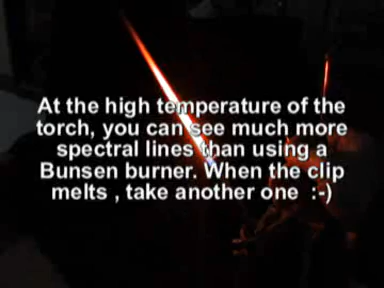 At the high temperature of the
torch, you can see much more
spectral lines than using a
Bunsen burner. When the clip
melts , take another one  :-)